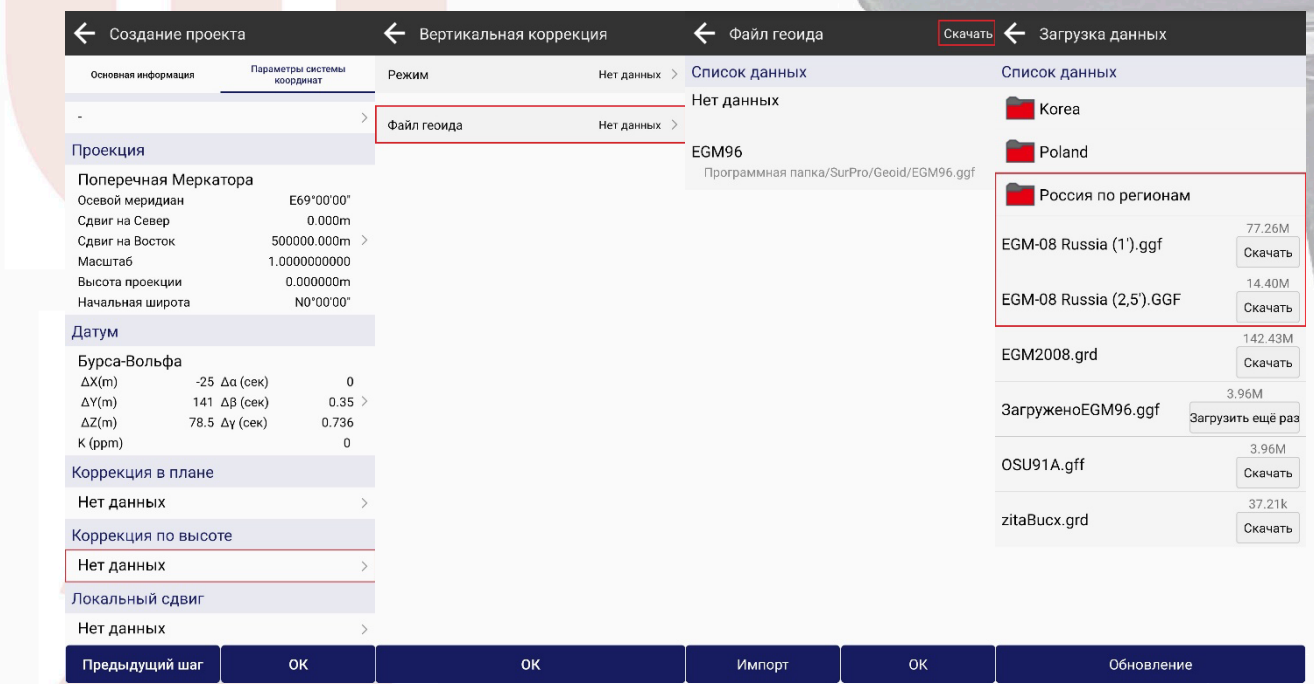 Создание проекта
Основная информация
Параметры системы координат
-
Проекция
Поперечная Меркатора
Осевой меридиан E69°00'00"
Сдвиг на Север 0.000m
Сдвиг на Восток 500000.000m
Масштаб 1.0000000000
Высота проекции 0.000000m
Начальная широта N0°00'00"
Датум
Бурса-Вольфа
ΔX(m) -25 Δα (сек) 0
ΔY(m) 141 Δβ (сек) 0.35
ΔZ(m) 78.5 Δγ (сек) 0.736
K (ppm) 0
Коррекция в плане
Нет данных
Коррекция по высоте
Нет данных
Локальный сдвиг
Нет данных
Предыдущий шаг
ОК
Вертикальная коррекция
Режим Нет данных
Файл геоида Нет данных
ОК
Файл геоида
Скачать
Список данных
Нет данных
EGM96
Программная папка/SurPro/Geoid/EGM96.ggf
Импорт
ОК
Загрузка данных
Список данных
Korea
Poland
Россия по регионам
EGM-08 Russia (1').ggf
77.26M
Скачать
EGM-08 Russia (2,5').GGF
14.40M
Скачать
EGM2008.grd
142.43M
Скачать
ЗагруженоEGM96.ggf
3.96M
Загрузить ещё раз
OSU91A.gff
3.96M
Скачать
zitaBucx.grd
37.21k
Скачать
Обновление